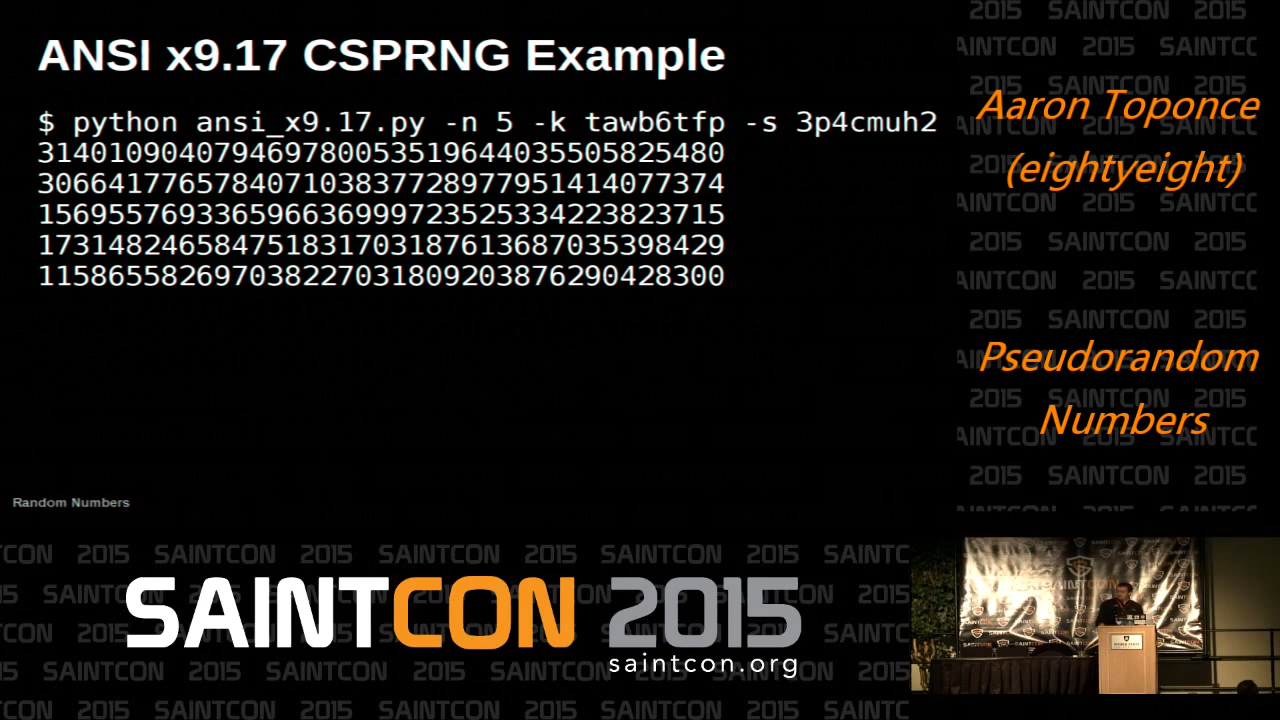 ANSI x9.17 CSPRNG Example
$ python ansi_x9.17.py -n 5 -k tawb6tfp -s 3p4cmuh2
314010904079469780053519644035505825480
306641776578407103837728977951414077374
156955769336596636999723525334223823715
173148246584751831703187613687035398429
115865582697038227031809203876290428300
Random Numbers
Aaron Toponce
(eightyeight)
Pseudorandom
Numbers
SAINTCON 2015
saintcon.org